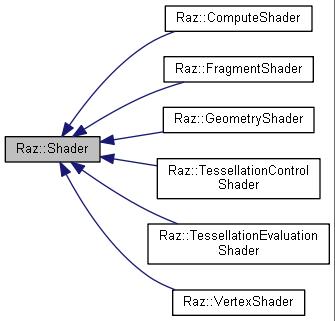 Raz::ComputeShader
Raz::FragmentShader
Raz::GeometryShader
Raz::Shader
Raz::TessellationControl
Shader
Raz::TessellationEvaluation
Shader
Raz::VertexShader